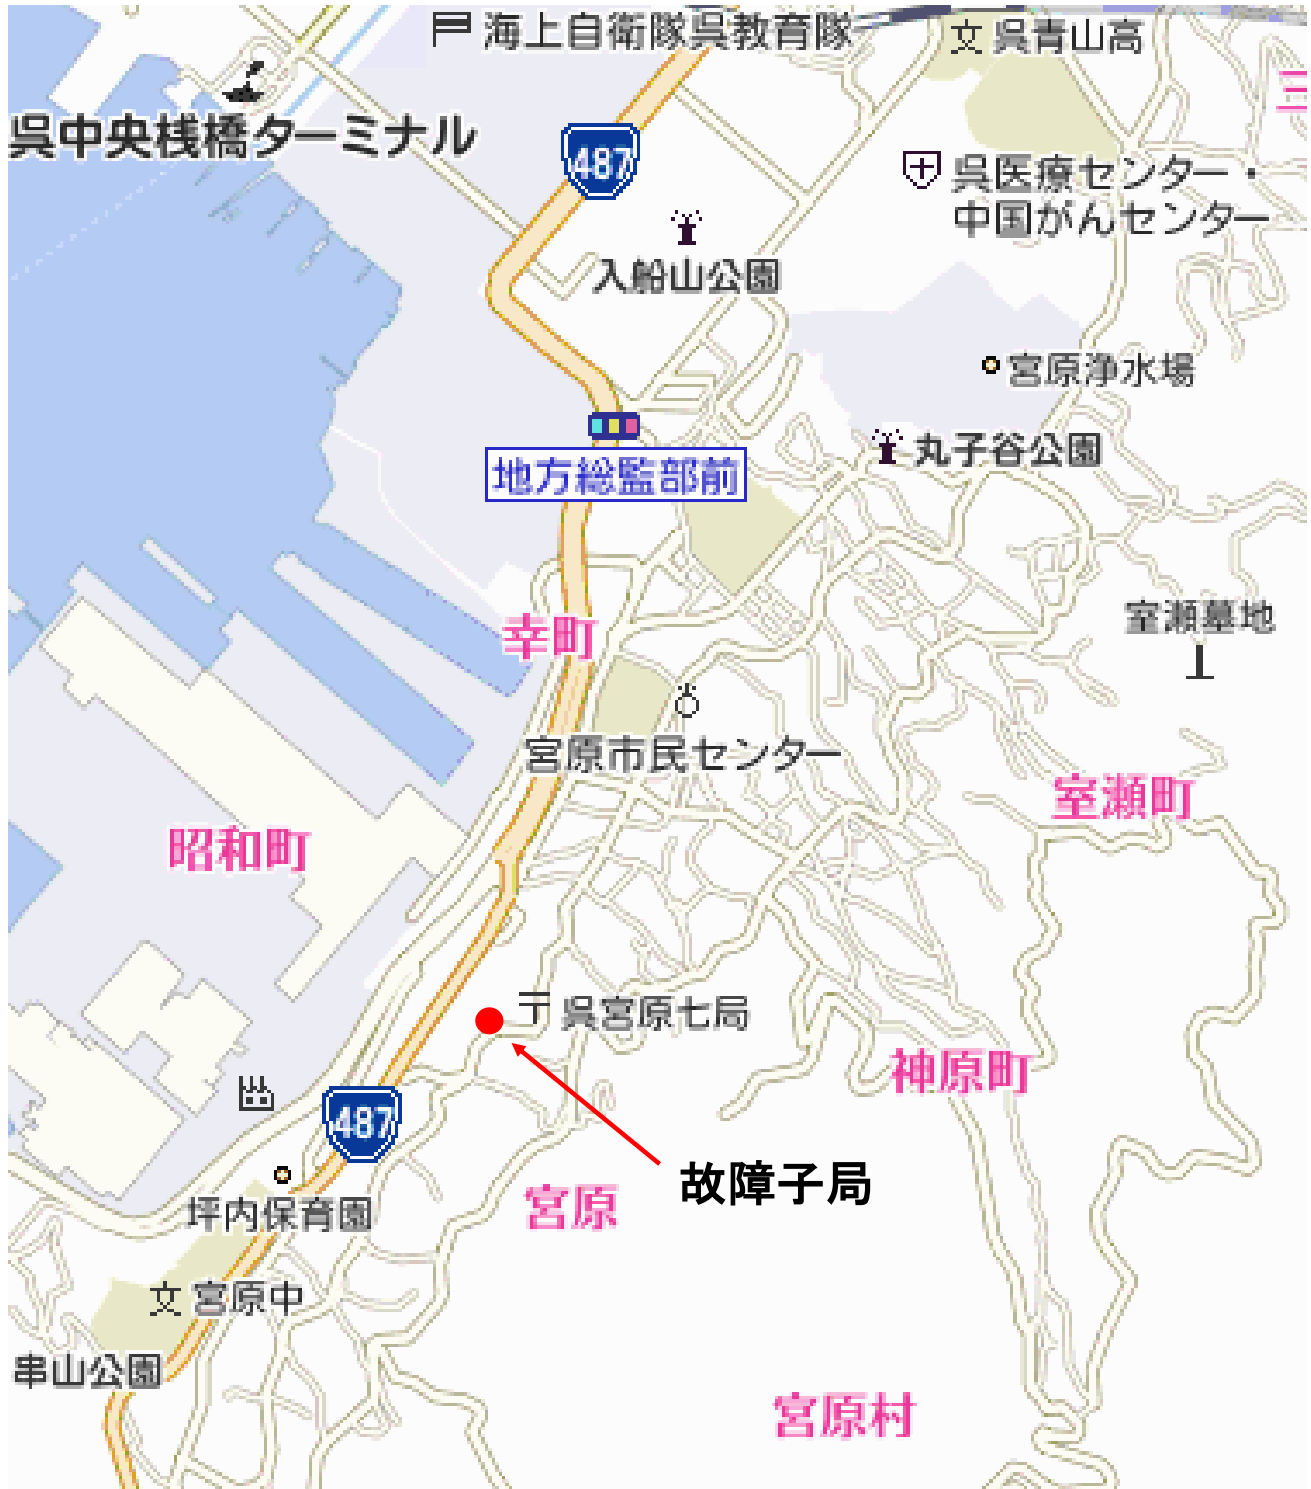 海上自衛隊呉教育隊
呉青山高
三
呉中央桟橋ターミナル
487
呉医療センター・
中国がんセンター
入船山公園
宮原浄水場
丸子谷公園
地方総監部前
室瀬墓地
幸町
宮原市民センター
室瀬町
昭和町
呉宮原七局
神原町
487
故障子局
宮原
坪内保育園
宮原中
串山公園
宮原村